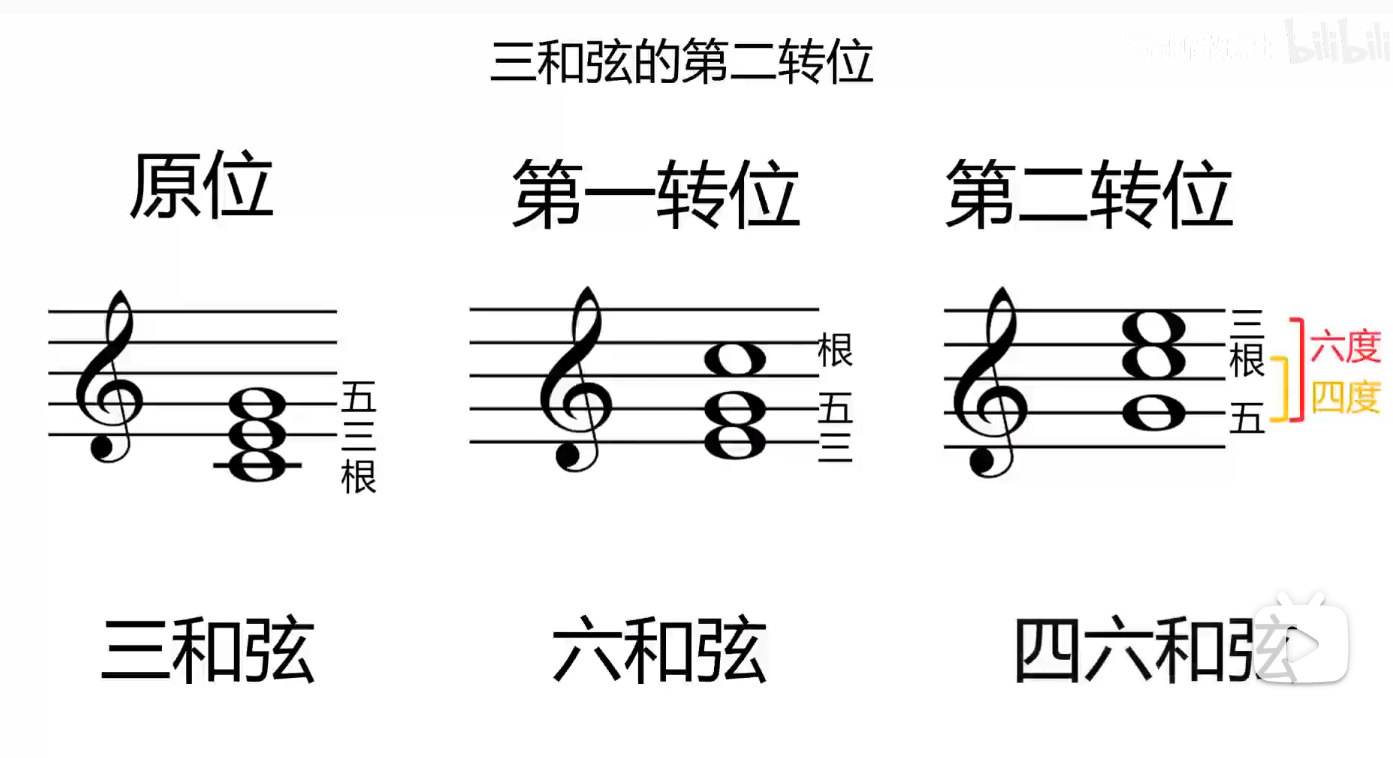 三和弦的第二转位
bilibili
原位
第一转位
第二转位
五
三
根
根
五
三
三
根
五
六度
四度
三和弦
六和弦
四六和弦